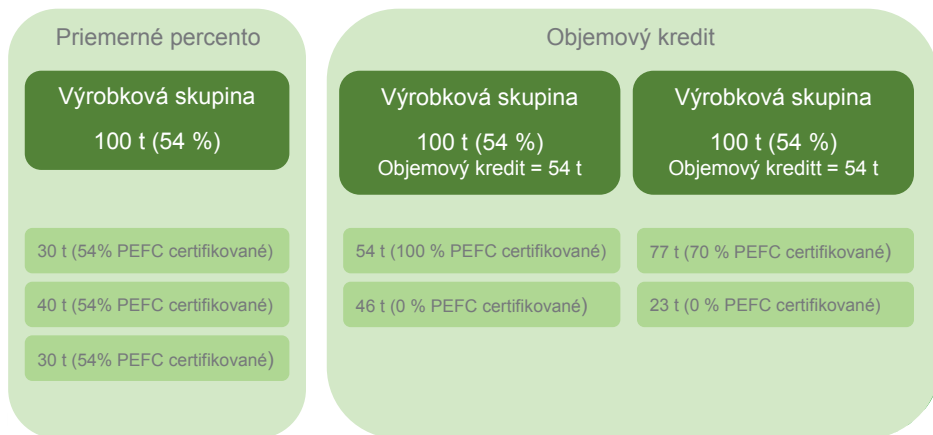 Priemerné percento
Výrobková skupina
100 t (54 %)
30 t (54% PEFC certifikované)
40 t (54% PEFC certifikované)
30 t (54% PEFC certifikované)
Objemový kredit
Výrobková skupina
100 t (54 %)
Objemový kredit = 54 t
54 t (100 % PEFC certifikované)
46 t (0 % PEFC certifikované)
Výrobková skupina
100 t (54 %)
Objemový kreditt = 54 t
77 t (70 % PEFC certifikované)
23 t (0 % PEFC certifikované)